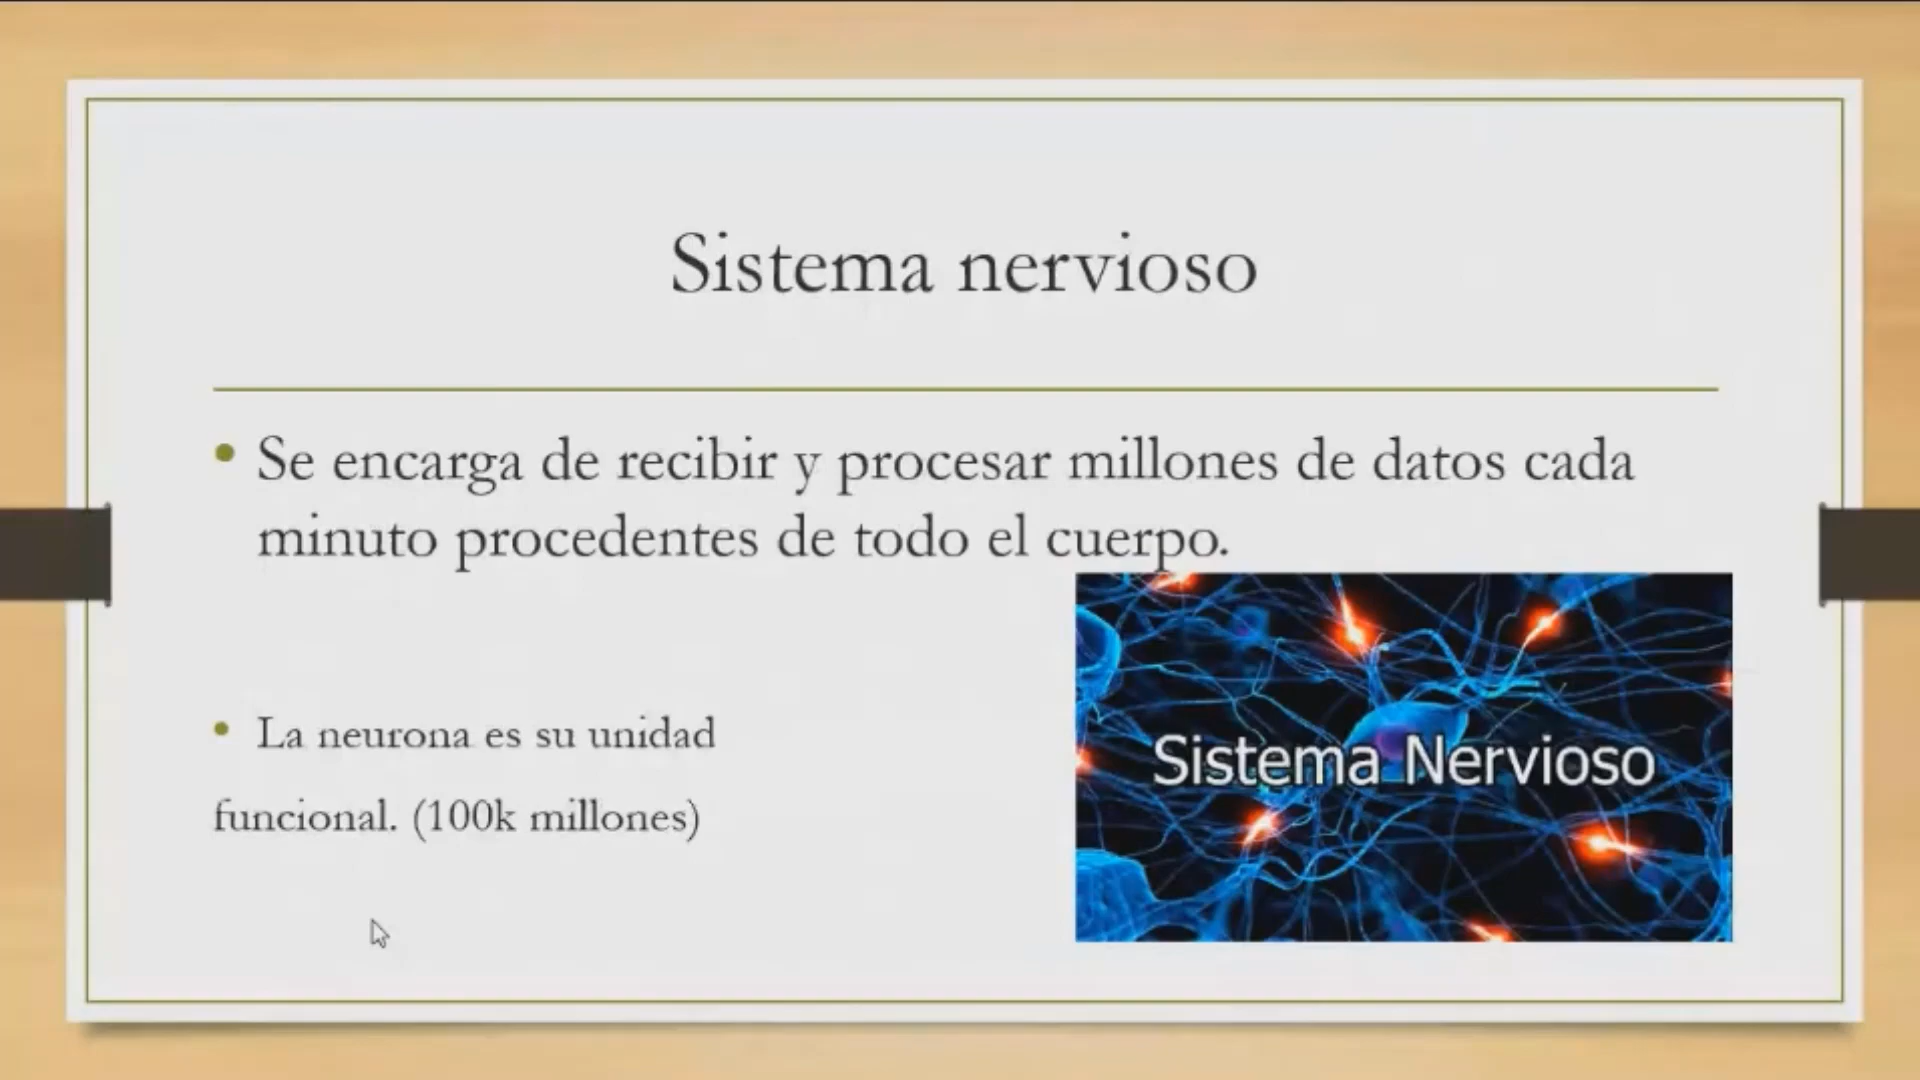 Sistema nervioso
• Se encarga de recibir y procesar millones de datos cada
minuto procedentes de todo el cuerpo.
• La neurona es su unidad
funcional. (100k millones)
Sistema Nervioso